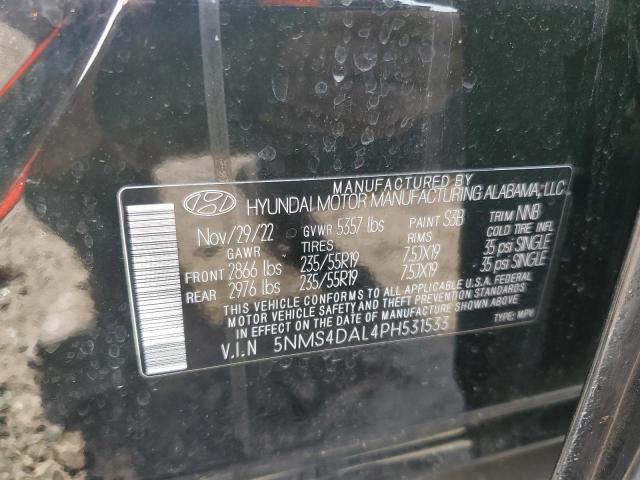 MANUFACTURED BY
HYUNDAI MOTOR MANUFACTURING ALABAMA, LLC
Nov/29/22 GVWR 5357 lbs PAINT S3B TRIM NNB
GAWR TIRES RIMS COLD TIRE INFL.
FRONT 2866 lbs 235/55R19 7.5JX19 35 psi SINGLE
REAR 2976 lbs 235/55R19 7.5JX19 35 psi SINGLE
THIS VEHICLE CONFORMS TO ALL APPLICABLE U.S.A. FEDERAL
MOTOR VEHICLE SAFETY AND THEFT PREVENTION STANDARDS
IN EFFECT ON THE DATE OF MANUFACTURE SHOWN ABOVE.
V.I.N 5NMS4DAL4PH531533 TYPE: MPV